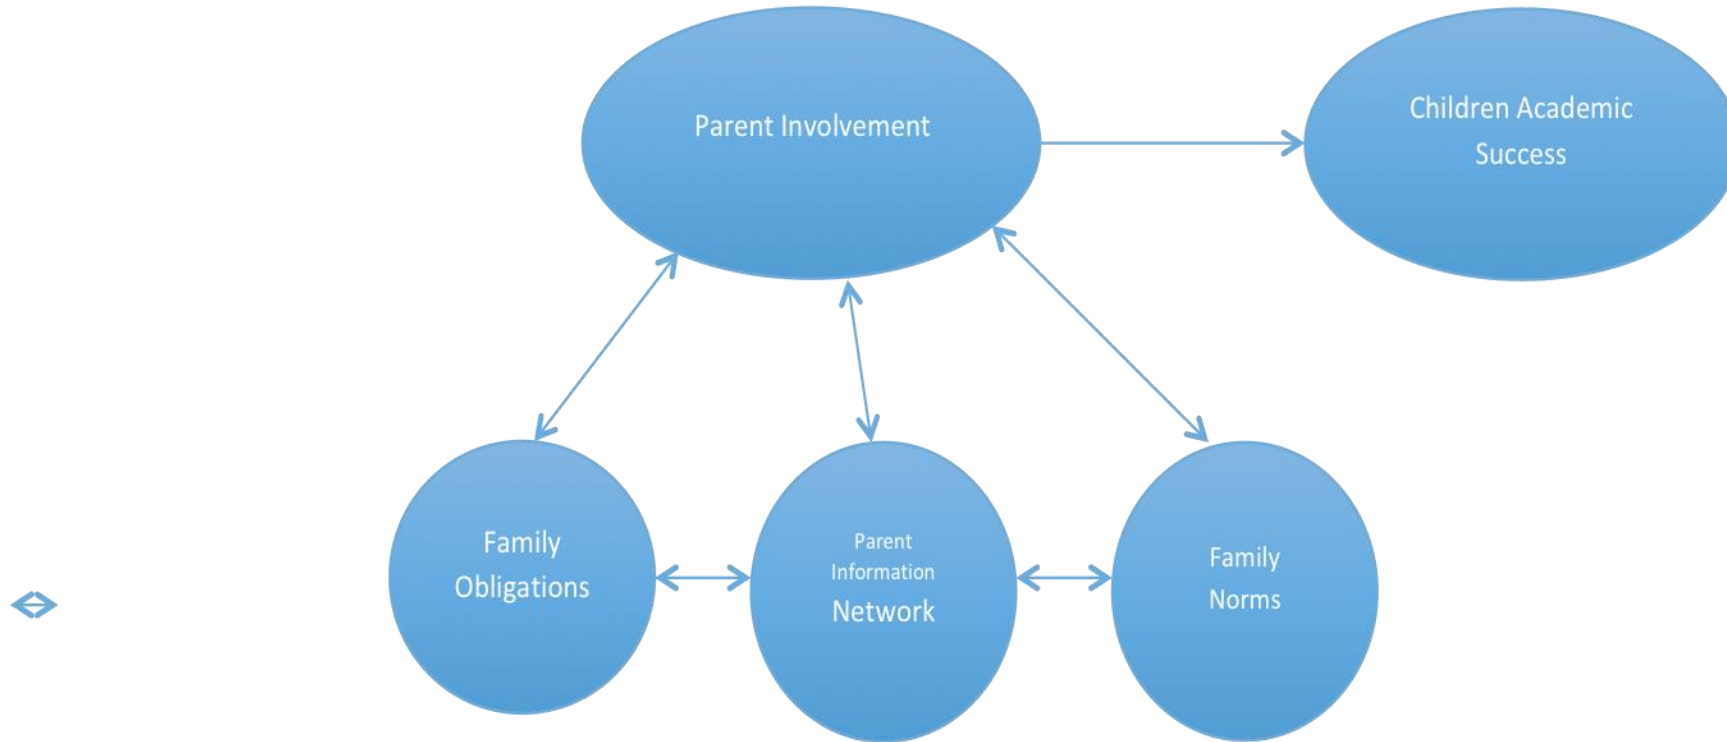 Parent Involvement
Children Academic
Success
Family
Obligations
Parent
Information
Network
Family
Norms